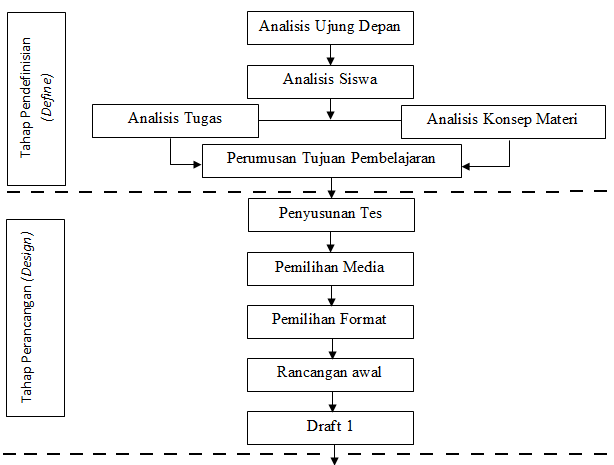 Tahap Pendefinisian
(Define)
Analisis Ujung Depan
Analisis Siswa
Analisis Tugas
Analisis Konsep Materi
Perumusan Tujuan Pembelajaran
Tahap Perancangan (Design)
Penyusunan Tes
Pemilihan Media
Pemilihan Format
Rancangan awal
Draft 1